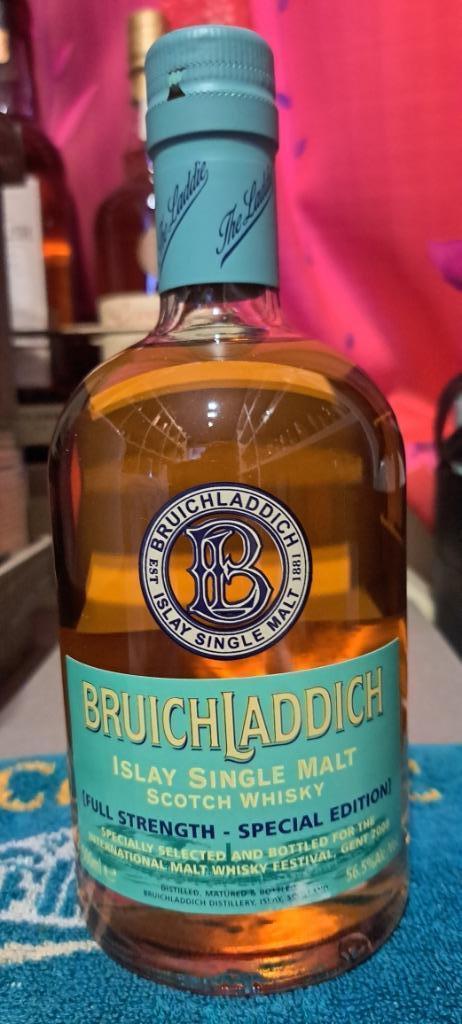 The Laddie
The Laddie
BRUICHLADDICH
EST 1881
ISLAY SINGLE MALT
BL
BRUICHLADDICH
ISLAY SINGLE MALT
SCOTCH WHISKY
(FULL STRENGTH - SPECIAL EDITION)
SPECIALLY SELECTED AND BOTTLED FOR THE
INTERNATIONAL MALT WHISKY FESTIVAL, GENT
56.5%
DISTILLED, MATURED & BOTTLED
BRUICHLADDICH DISTILLERY, ISLAY, SCOTLAND